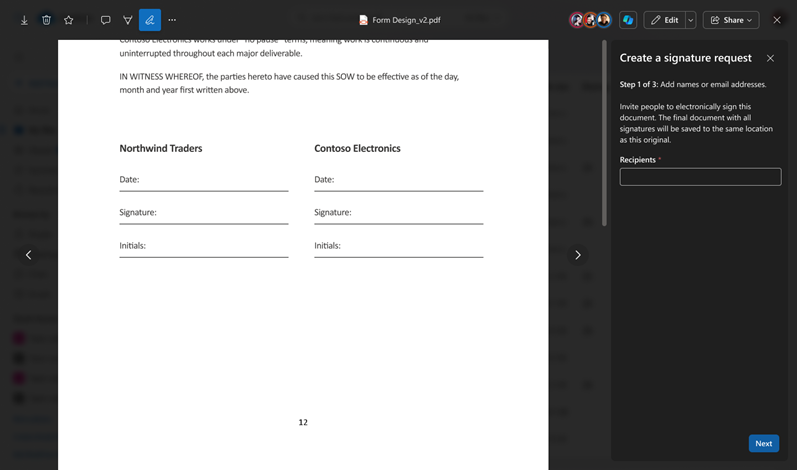 Form Design_v2.pdf
Edit
Share
Contoso Electronics works under "no pause" terms, meaning work is continuous and
uninterrupted throughout each major deliverable.
IN WITNESS WHEREOF, the parties hereto have caused this SOW to be effective as of the day,
month and year first written above.
Northwind Traders
Contoso Electronics
Date:
Date:
Signature:
Signature:
Initials:
Initials:
12
Create a signature request
Step 1 of 3: Add names or email addresses.
Invite people to electronically sign this
document. The final document with all
signatures will be saved to the same location
as this original.
Recipients *
Next